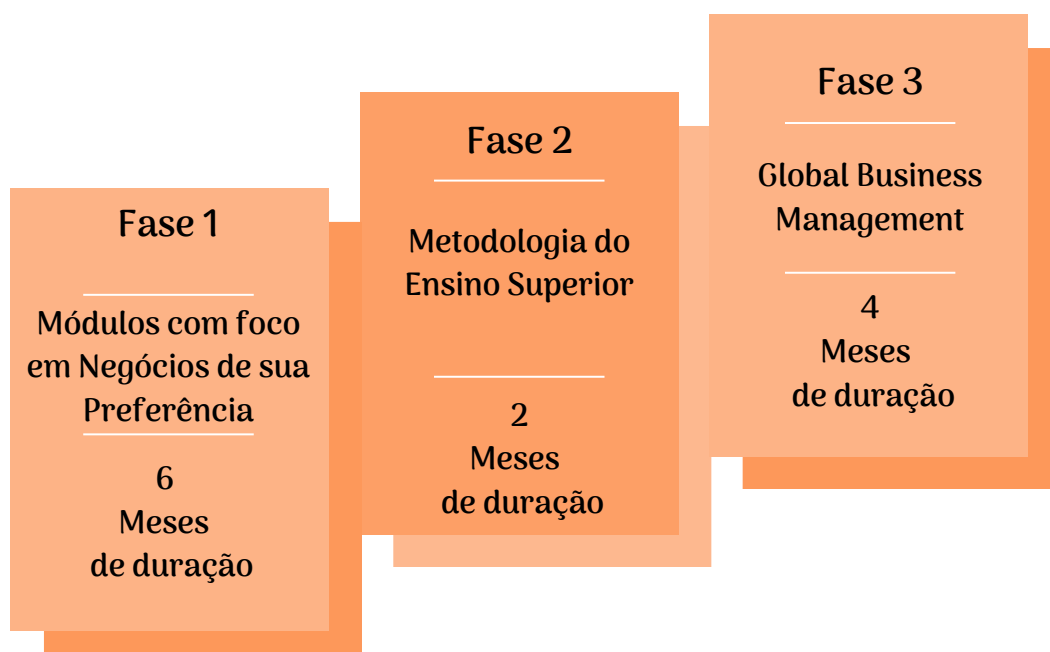 Fase 1
Módulos com foco
em Negócios de sua
Preferência
6
Meses
de duração
Fase 2
Metodologia do
Ensino Superior
2
Meses
de duração
Fase 3
Global Business
Management
4
Meses
de duração